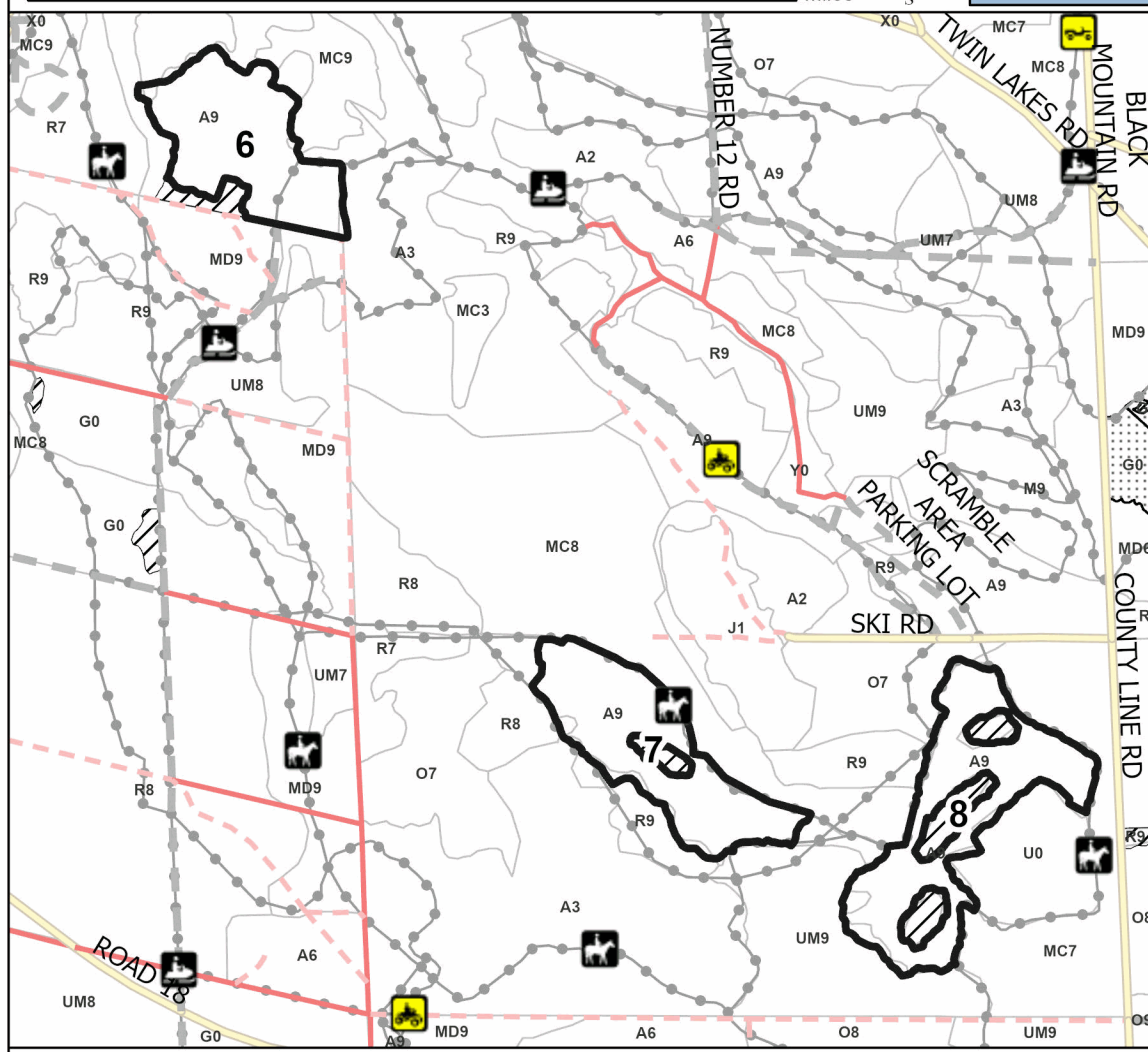 X0
X0
MC7
MC9
MC9
O7
MC8
TWIN LAKES RD
NUMBER 12 RD
BLACK
MOUNTAIN RD
A9
R7
6
A2
A9
UM8
R9
A6
UM7
MD9
A3
R9
R9
MC3
MC8
MD9
R9
UM8
UM9
A3
G0
MC8
MD9
A9
Y0
G0
M9
SCRAMBLE
AREA
PARKING LOT
G0
MC8
R9
A9
R8
A2
J1
SKI RD
COUNTY LINE RD
R7
UM7
O7
A9
R8
7
R9
A9
O7
MD9
R8
8
R9
U0
R9
A3
UM9
MC7
A6
ROAD 18
UM8
G0
A9
MD9
A6
O8
UM9